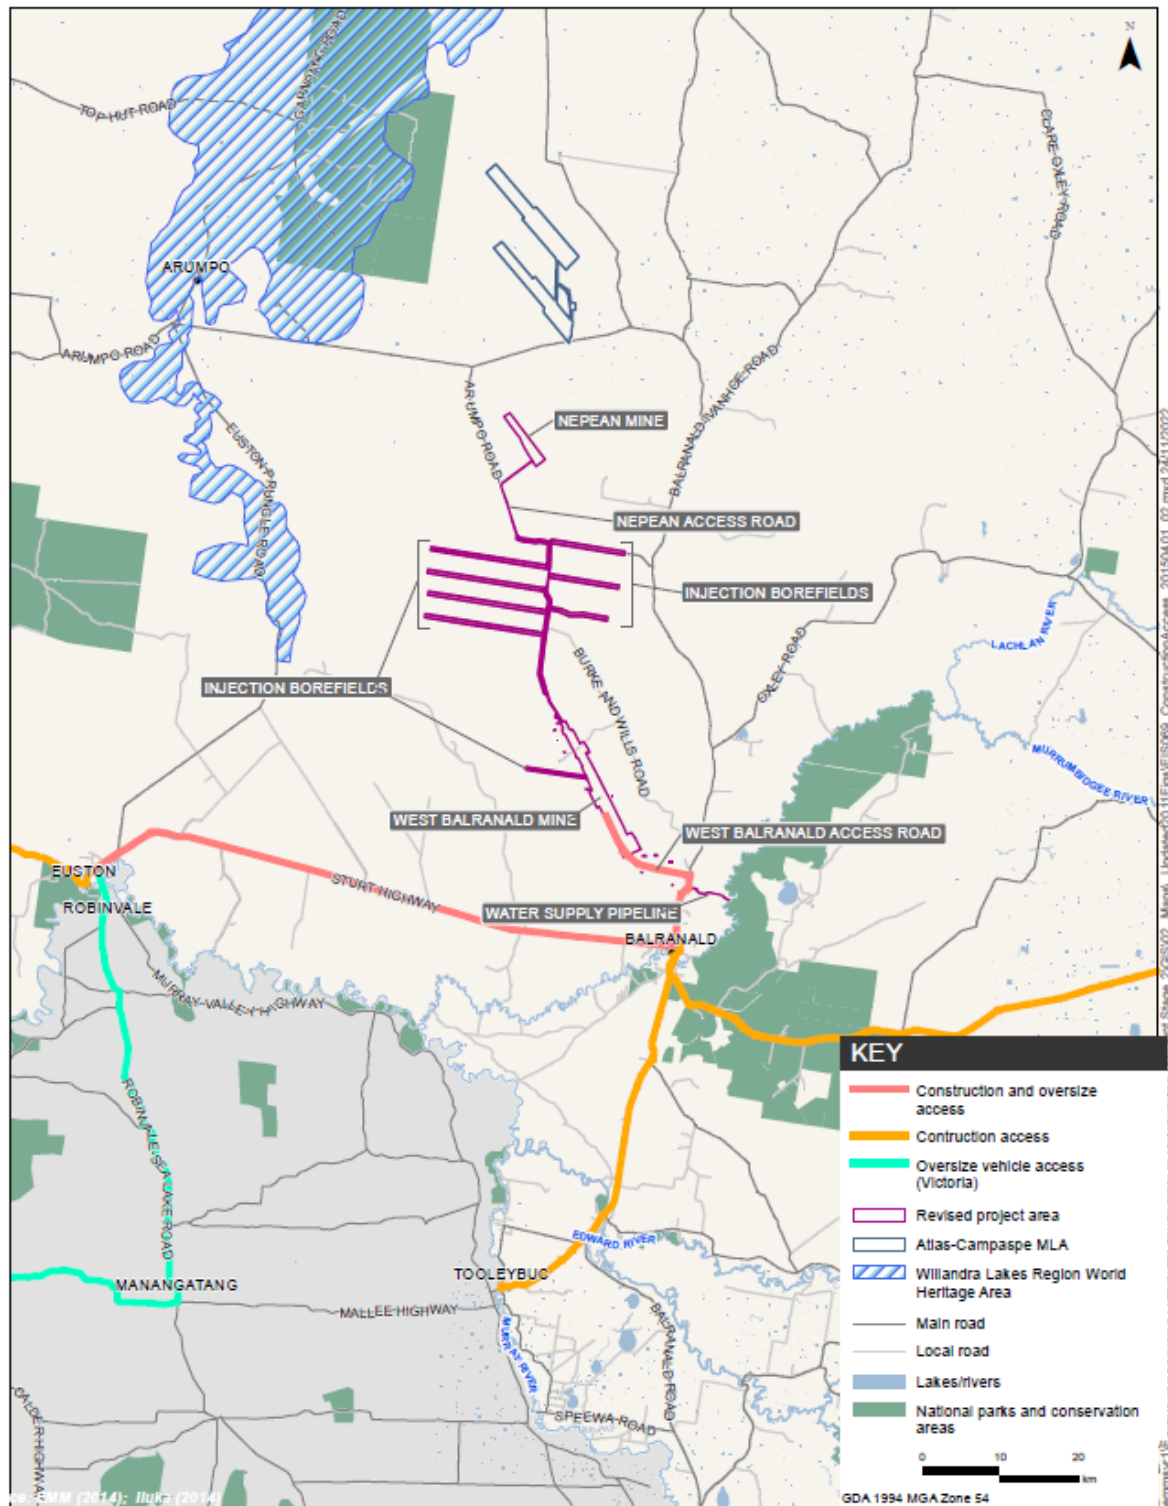 N
GARNPANG ROAD
TOP HUT ROAD
CLARE-OXLEY ROAD
ARUMPO
ARUMPO ROAD
ARUMPO ROAD
BALRANALD IVANHOE ROAD
NEPEAN MINE
EUSTON-PRUNGLE ROAD
NEPEAN ACCESS ROAD
INJECTION BOREFIELDS
LACHLAN RIVER
OXLEY ROAD
BURKE AND WILLS ROAD
INJECTION BOREFIELDS
MURRUMBIDGEE RIVER
WEST BALRANALD MINE
WEST BALRANALD ACCESS ROAD
EUSTON
STURT HIGHWAY
ROBINVALE
WATER SUPPLY PIPELINE
BALRANALD
MURRAY VALLEY HIGHWAY
ROBINVALE-SEA LAKE ROAD
EDWARD RIVER
TOOLEYBUC
MANANGATANG
MALLEE HIGHWAY
MURRAY RIVER
BALRANALD ROAD
SPEEWA ROAD
CALDER HIGHWAY
KEY
Construction and oversize
access
Contruction access
Oversize vehicle access
(Victoria)
Revised project area
Atlas-Campaspe MLA
Willandra Lakes Region World
Heritage Area
Main road
Local road
Lakes/rivers
National parks and conservation
areas
0 10 20
km
GDA 1994 MGA Zone 54
EMM (2014); Iluka (2014)